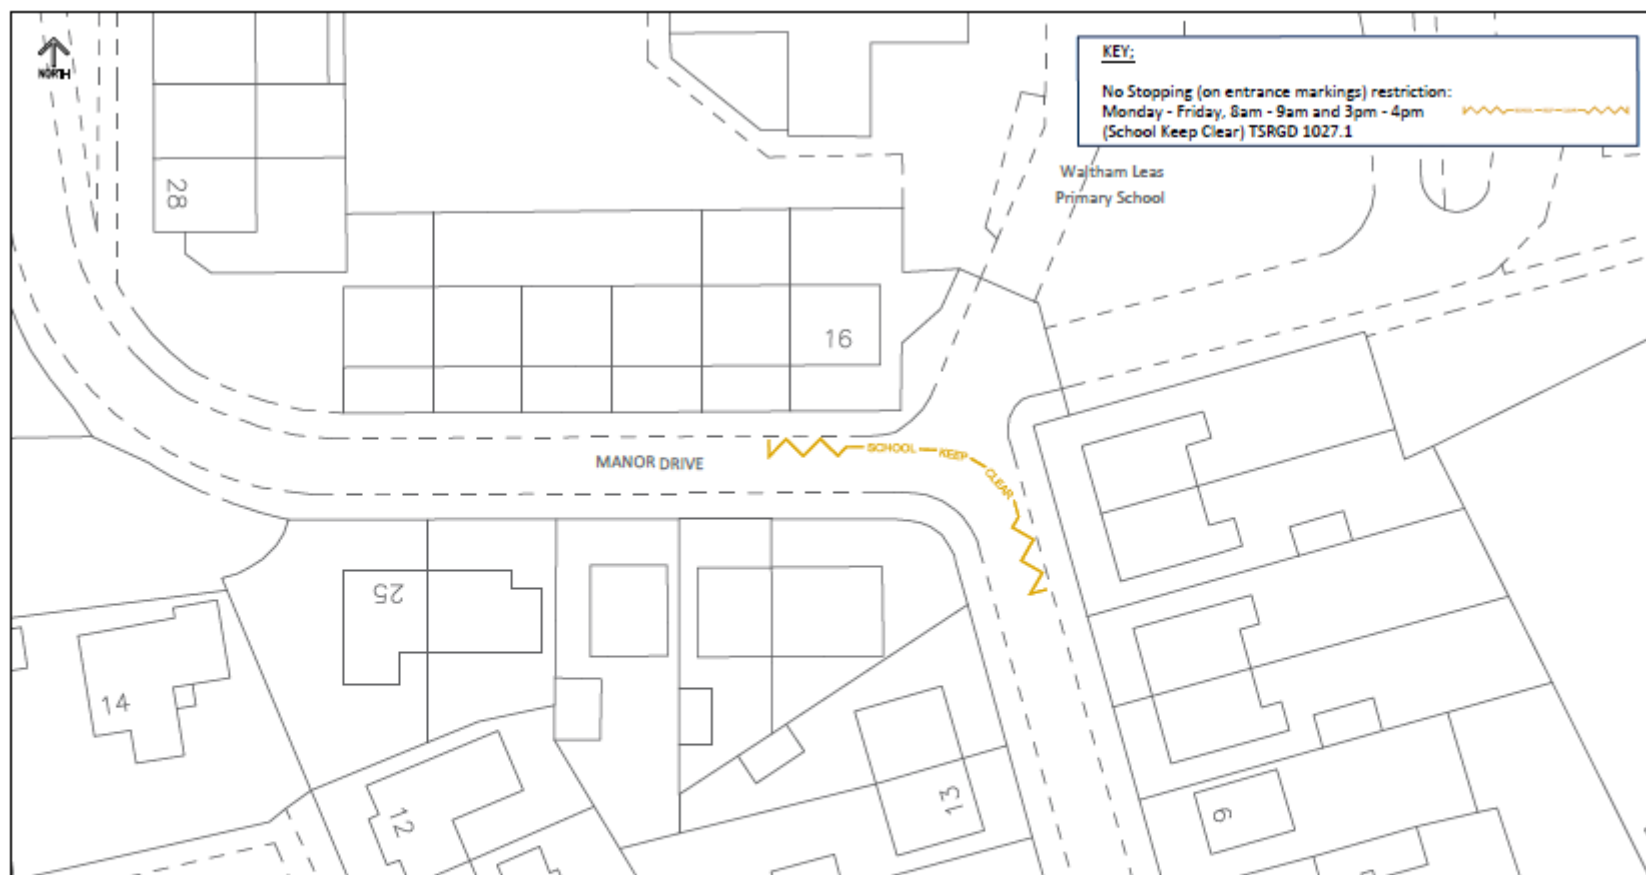 NORTH
KEY:
No Stopping (on entrance markings) restriction:
Monday - Friday, 8am - 9am and 3pm - 4pm
(School Keep Clear) TSRGD 1027.1
Waltham Leas
Primary School
28
16
MANOR DRIVE
SCHOOL KEEP CLEAR
25
14
12
13
9